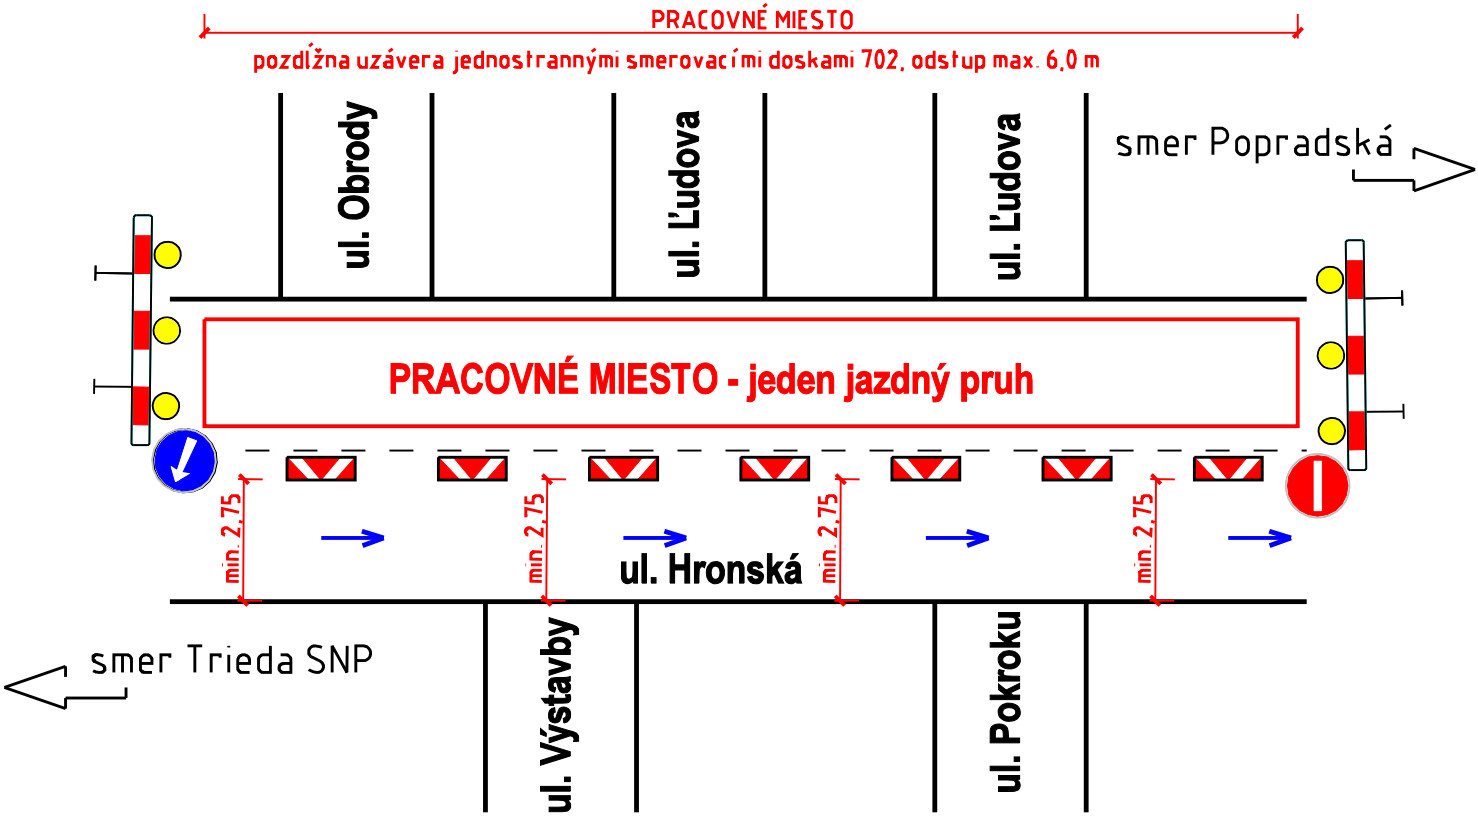 PRACOVNÉ MIESTO
pozdĺžna uzávera jednostrannými smerovacími doskami 702, odstup max. 6,0 m
ul. Obrody
ul. Ľudova
ul. Ľudova
smer Popradská
PRACOVNÉ MIESTO - jeden jazdný pruh
min. 2,75
min. 2,75
min. 2,75
min. 2,75
ul. Hronská
smer Trieda SNP
ul. Výstavby
ul. Pokroku